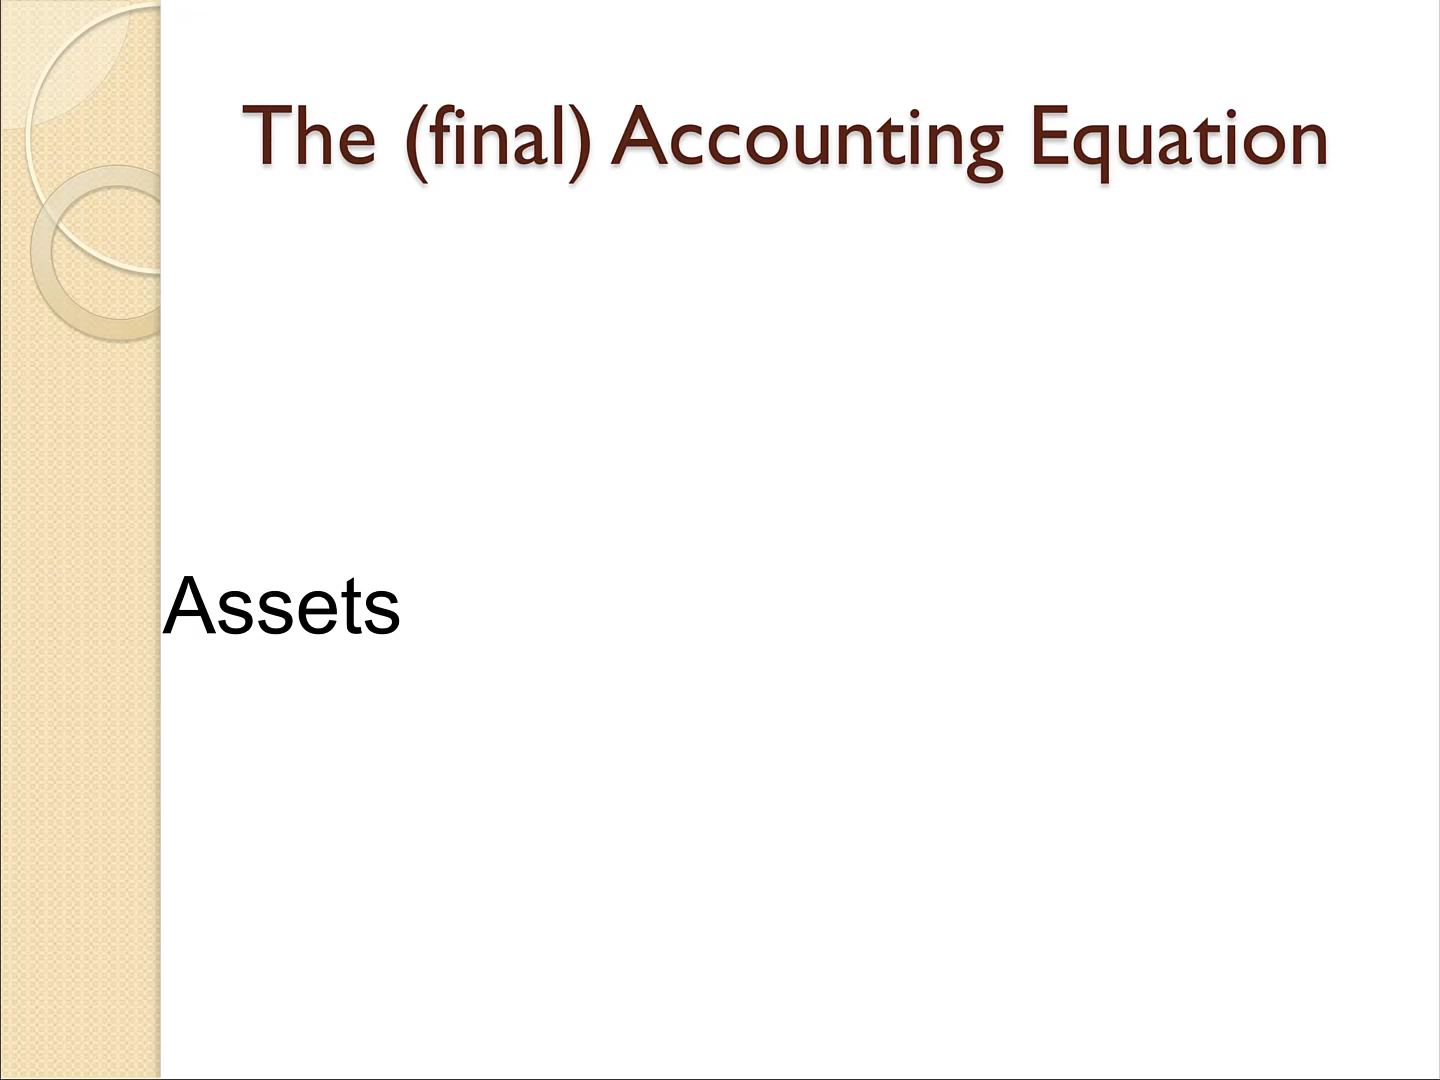 The (final) Accounting Equation
Assets